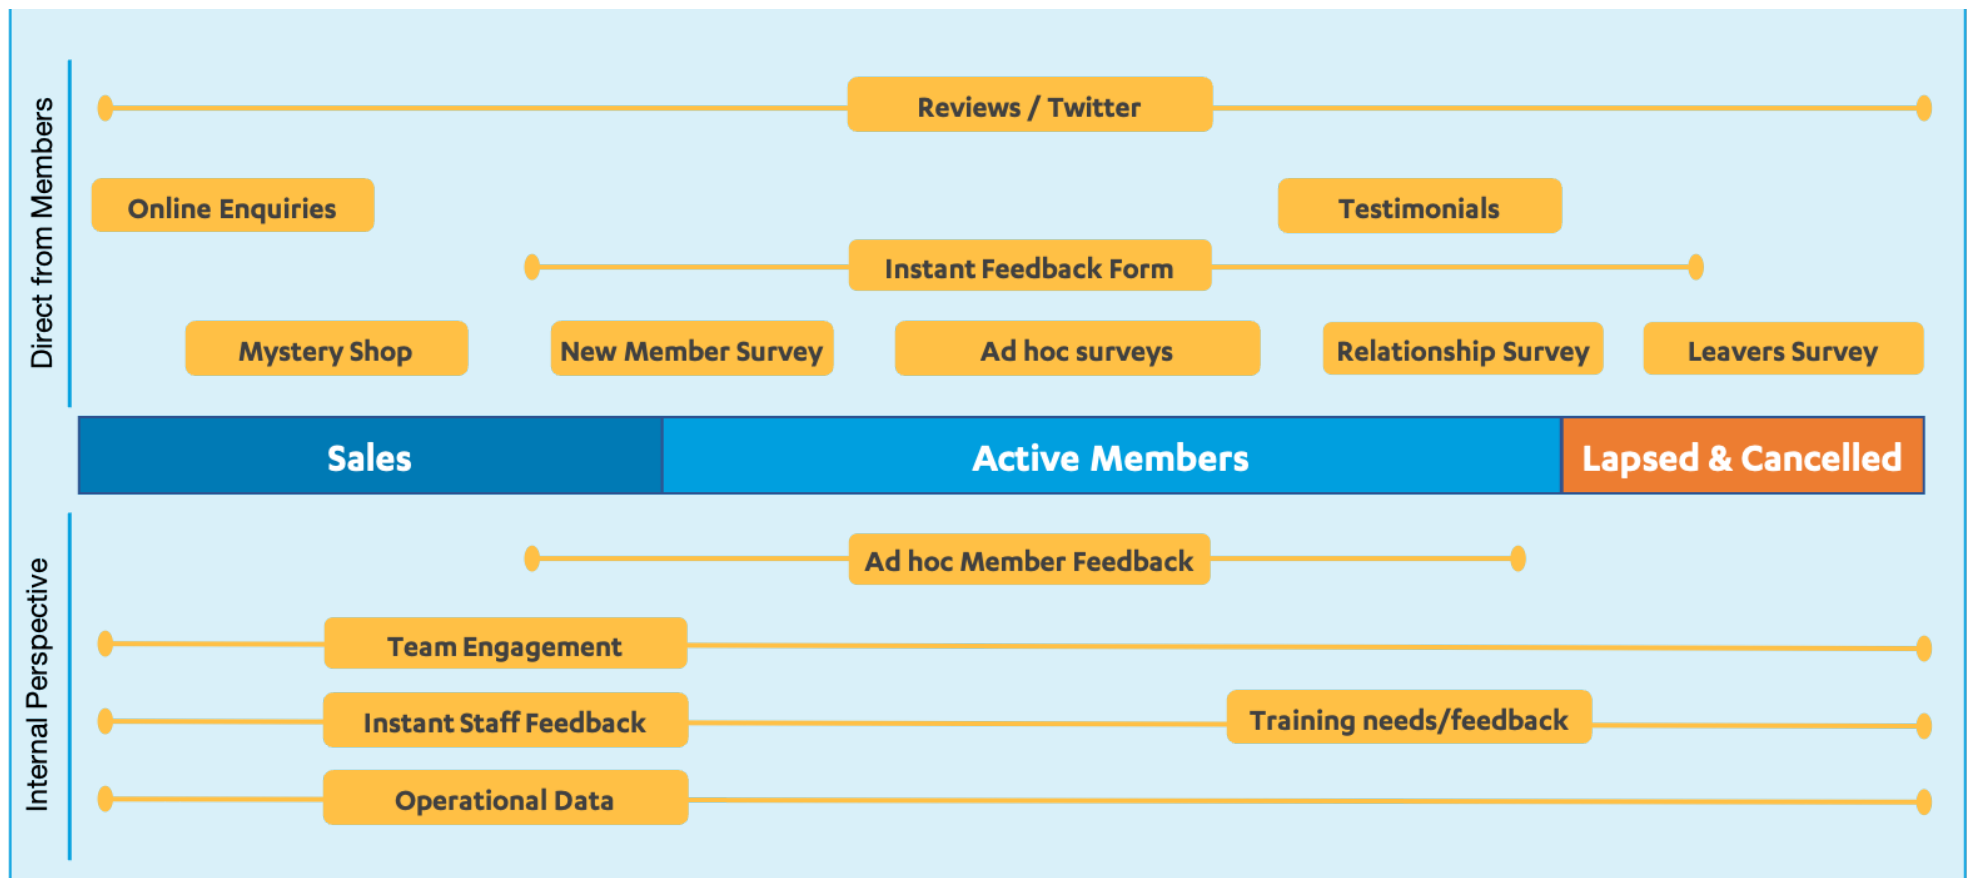 Direct from Members
Reviews / Twitter
Online Enquiries
Testimonials
Instant Feedback Form
Mystery Shop
New Member Survey
Ad hoc surveys
Relationship Survey
Leavers Survey
Sales
Active Members
Lapsed & Cancelled
Internal Perspective
Ad hoc Member Feedback
Team Engagement
Instant Staff Feedback
Training needs/feedback
Operational Data